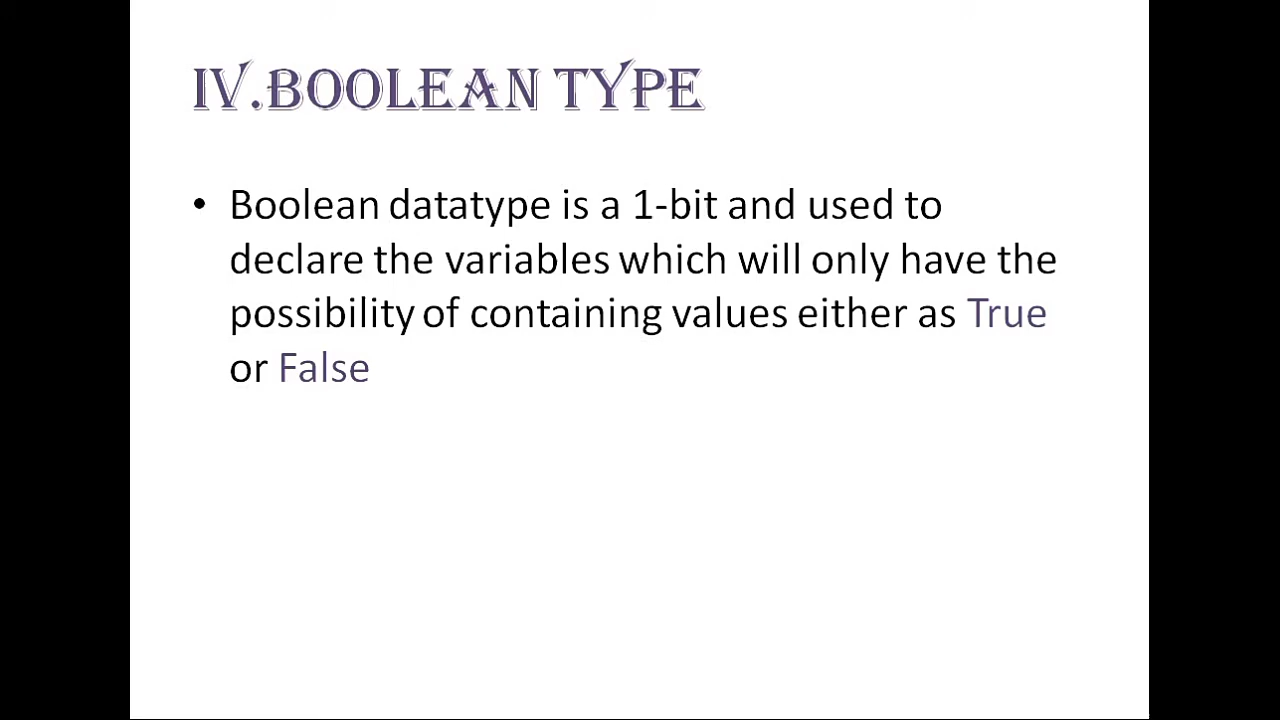 IV.BOOLEAN TYPE
• Boolean datatype is a 1-bit and used to
declare the variables which will only have the
possibility of containing values either as True
or False